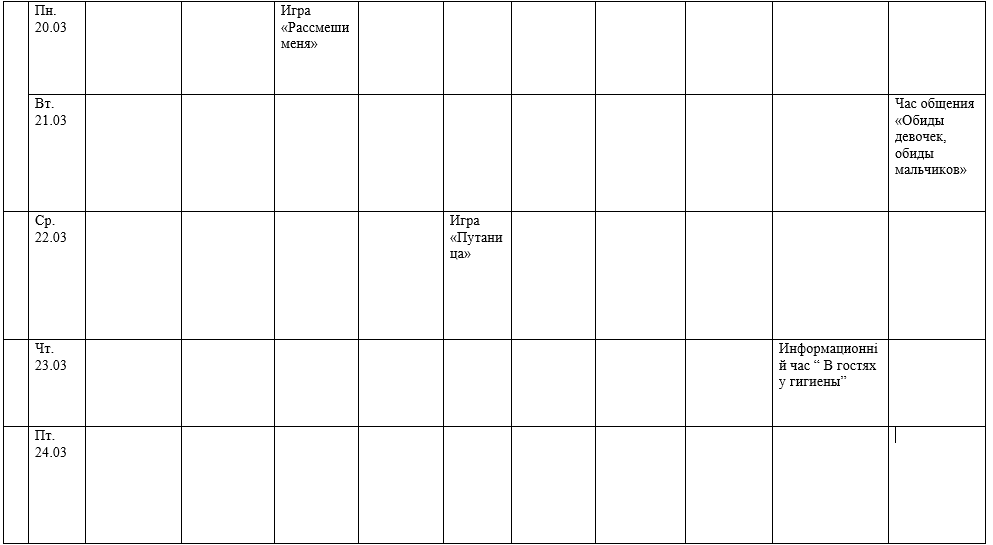 Пн.
20.03
Игра
«Рассмеши
меня»
Вт.
21.03
Час общения
«Обиды
девочек,
обиды
мальчиков»
Ср.
22.03
Игра
«Путани
ца»
Чт.
23.03
Информационні
й час “ В гостях
у гигиены”
Пт.
24.03